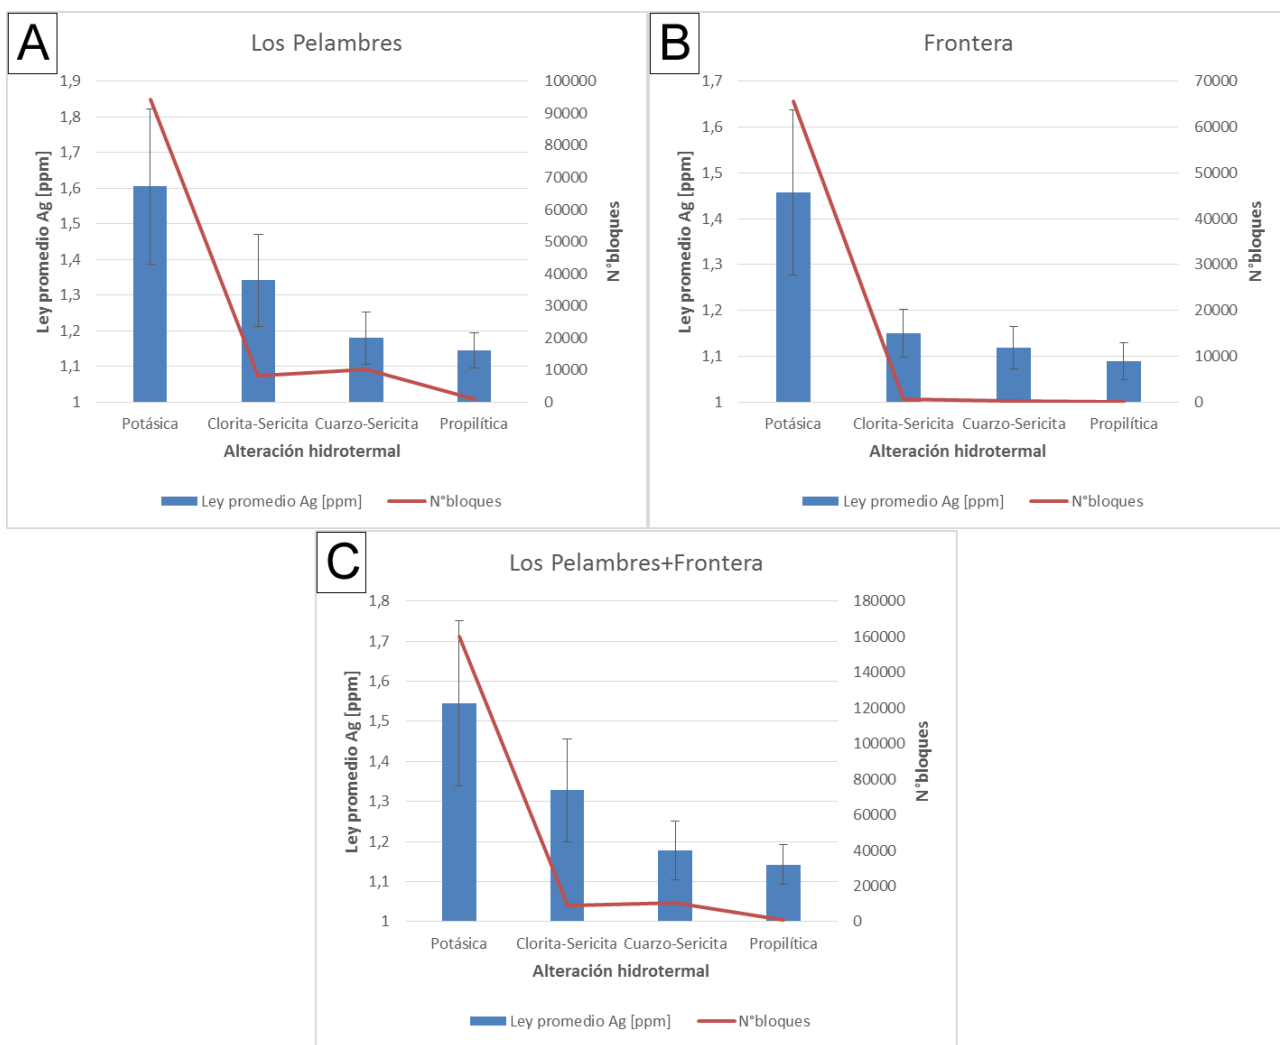 A
Los Pelambres
1,9
1,8
1,7
1,6
1,5
1,4
1,3
1,2
1,1
1
Ley promedio Ag [ppm]
100000
90000
80000
70000
60000
50000
40000
30000
20000
10000
0
N°bloques
Potásica Clorita-Sericita Cuarzo-Sericita Propilítica
Alteración hidrotermal
Ley promedio Ag [ppm] N°bloques
B
Frontera
1,7
1,6
1,5
1,4
1,3
1,2
1,1
1
Ley promedio Ag [ppm]
70000
60000
50000
40000
30000
20000
10000
0
N°bloques
Potásica Clorita-Sericita Cuarzo-Sericita Propilítica
Alteración hidrotermal
Ley promedio Ag [ppm] N°bloques
C
Los Pelambres+Frontera
1,8
1,7
1,6
1,5
1,4
1,3
1,2
1,1
1
Ley promedio Ag [ppm]
180000
160000
140000
120000
100000
80000
60000
40000
20000
0
N°bloques
Potásica Clorita-Sericita Cuarzo-Sericita Propilítica
Alteración hidrotermal
Ley promedio Ag [ppm] N°bloques